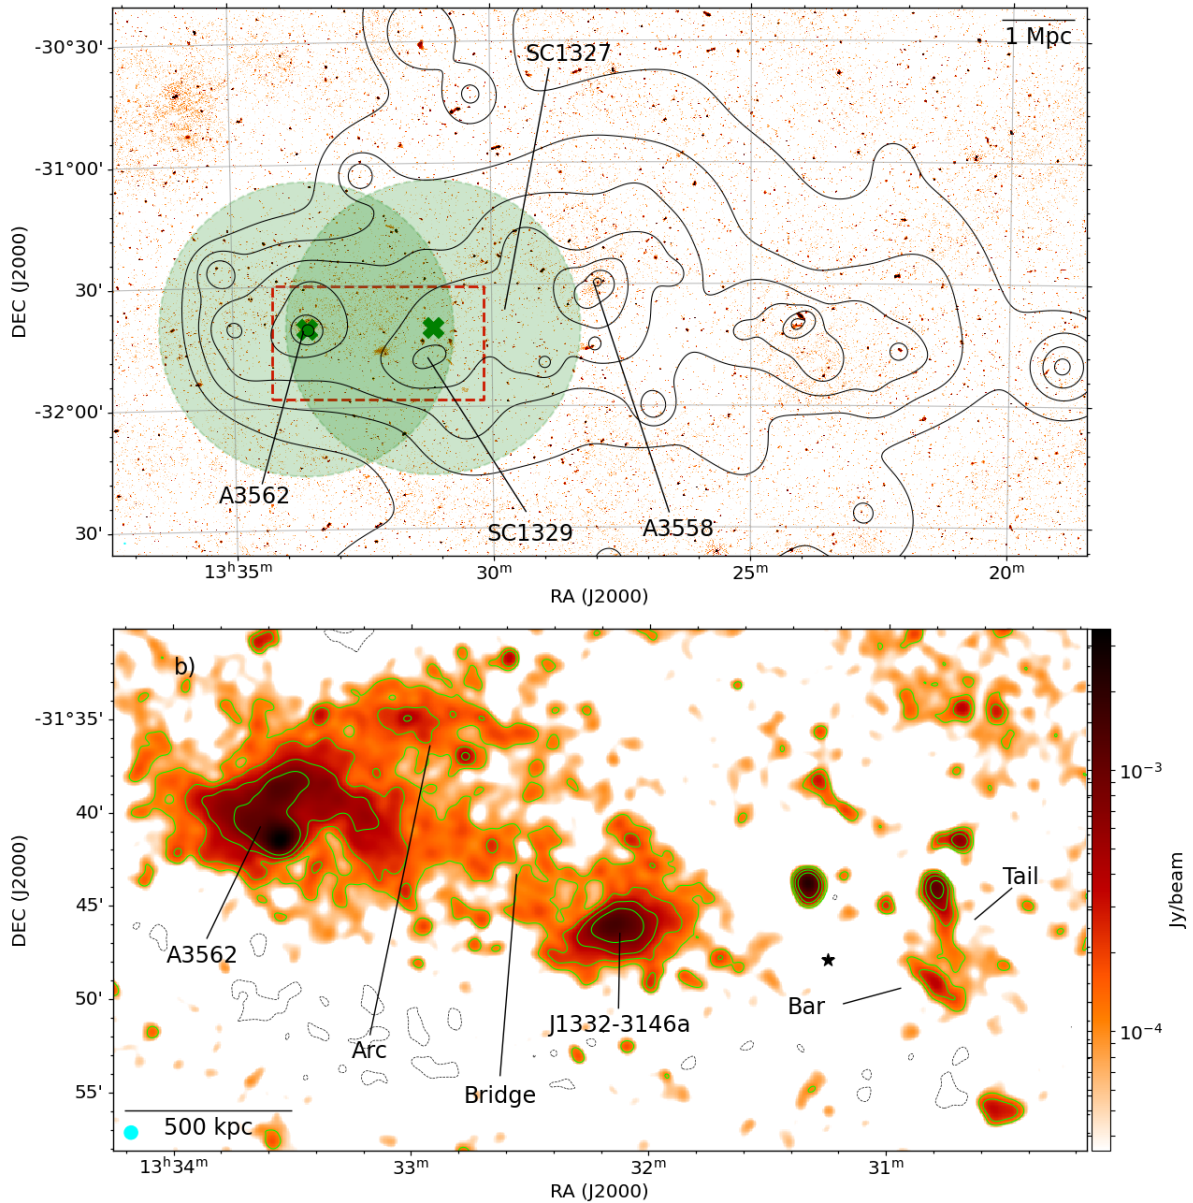 -30°30'
-31°00'
30'
-32°00'
30'
DEC (J2000)
1 Mpc
SC1327
A3562
SC1329
A3558
13ʰ35ᵐ
30ᵐ
25ᵐ
20ᵐ
RA (J2000)
b)
-31°35'
40'
45'
50'
55'
DEC (J2000)
A3562
Arc
Bridge
J1332-3146a
Bar
Tail
500 kpc
13ʰ34ᵐ
33ᵐ
32ᵐ
31ᵐ
RA (J2000)
10⁻³
10⁻⁴
Jy/beam